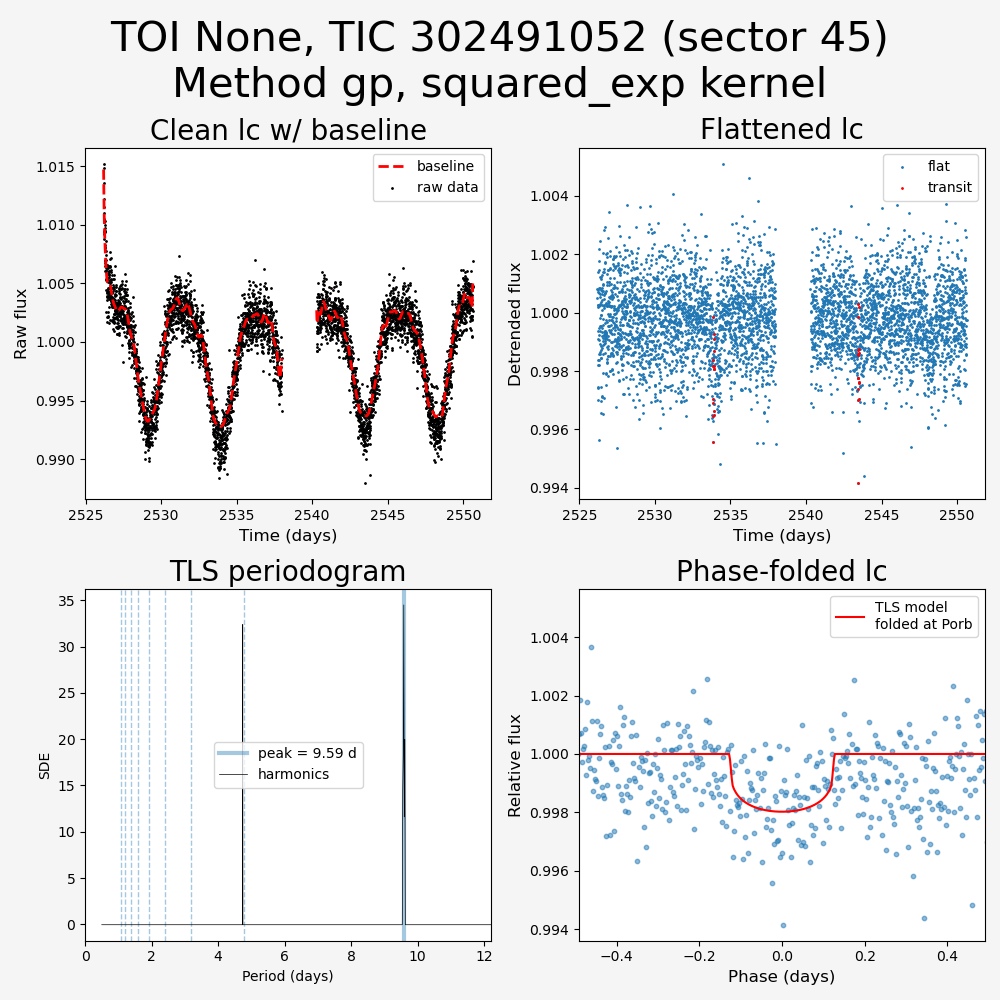 TOI None, TIC 302491052 (sector 45)
Method gp, squared_exp kernel
Clean lc w/ baseline
Raw flux
1.015
1.010
1.005
1.000
0.995
0.990
baseline
raw data
2525
2530
2535
2540
2545
2550
Time (days)
Flattened lc
Detrended flux
1.004
1.002
1.000
0.998
0.996
0.994
flat
transit
2525
2530
2535
2540
2545
2550
Time (days)
TLS periodogram
SDE
35
30
25
20
15
10
5
0
peak = 9.59 d
harmonics
0
2
4
6
8
10
12
Period (days)
Phase-folded lc
Relative flux
1.004
1.002
1.000
0.998
0.996
0.994
TLS model
folded at Porb
−0.4
−0.2
0.0
0.2
0.4
Phase (days)